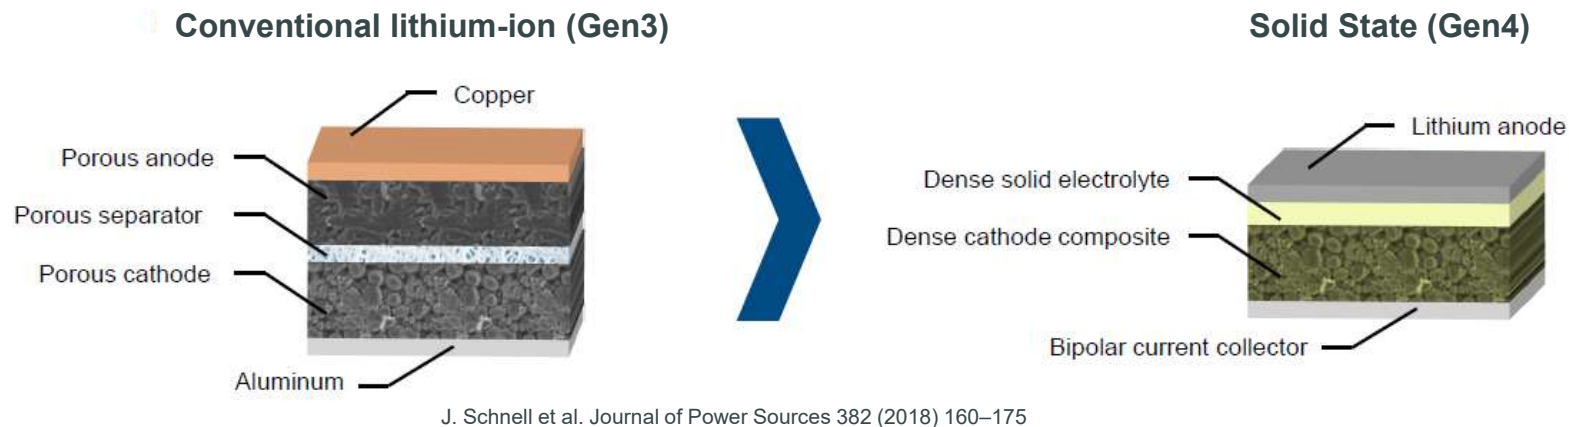 Conventional lithium-ion (Gen3)
Solid State (Gen4)
Copper
Porous anode
Porous separator
Porous cathode
Aluminum
Lithium anode
Dense solid electrolyte
Dense cathode composite
Bipolar current collector
J. Schnell et al. Journal of Power Sources 382 (2018) 160–175